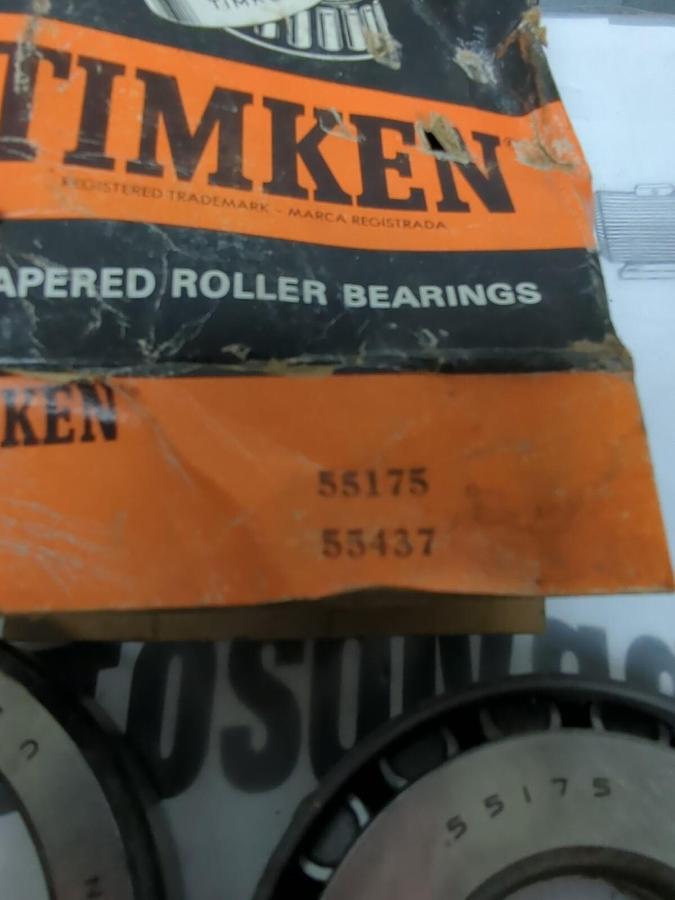 TIMKEN
REGISTERED TRADEMARK - MARCA REGISTRADA
APERED ROLLER BEARINGS
KEN
55175
55437
55175